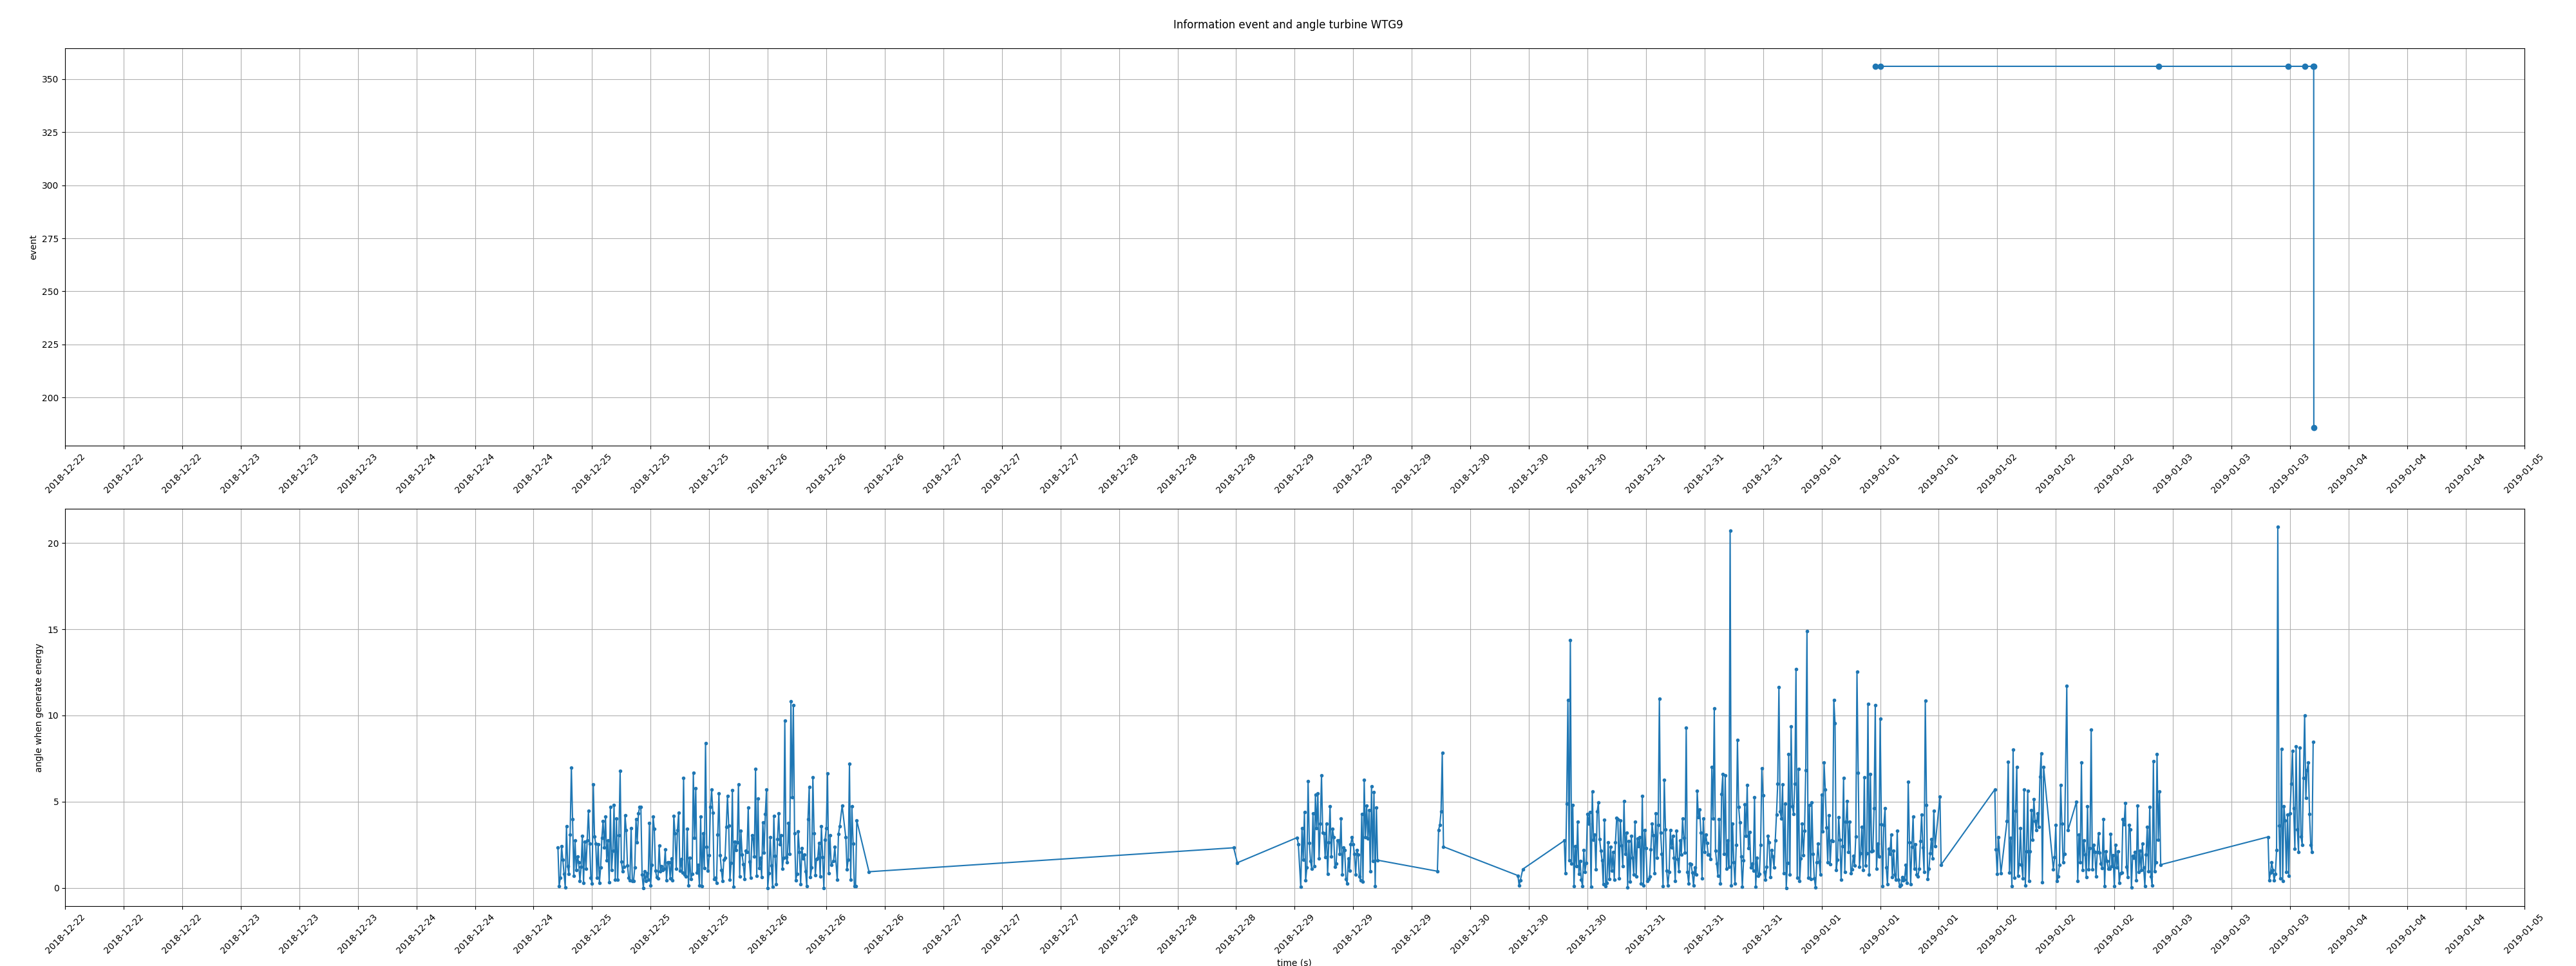 Information event and angle turbine WTG9
350
325
300
275
250
225
200
event
2018-12-22 2018-12-22 2018-12-22 2018-12-23 2018-12-23 2018-12-23 2018-12-24 2018-12-24 2018-12-24 2018-12-25 2018-12-25 2018-12-25 2018-12-26 2018-12-26 2018-12-26 2018-12-27 2018-12-27 2018-12-27 2018-12-28 2018-12-28 2018-12-28 2018-12-29 2018-12-29 2018-12-29 2018-12-30 2018-12-30 2018-12-30 2018-12-31 2018-12-31 2018-12-31 2019-01-01 2019-01-01 2019-01-01 2019-01-02 2019-01-02 2019-01-02 2019-01-03 2019-01-03 2019-01-03 2019-01-04 2019-01-04 2019-01-04 2019-01-05
20
15
10
5
0
angle when generate energy
2018-12-22 2018-12-22 2018-12-22 2018-12-23 2018-12-23 2018-12-23 2018-12-24 2018-12-24 2018-12-24 2018-12-25 2018-12-25 2018-12-25 2018-12-26 2018-12-26 2018-12-26 2018-12-27 2018-12-27 2018-12-27 2018-12-28 2018-12-28 2018-12-28 2018-12-29 2018-12-29 2018-12-29 2018-12-30 2018-12-30 2018-12-30 2018-12-31 2018-12-31 2018-12-31 2019-01-01 2019-01-01 2019-01-01 2019-01-02 2019-01-02 2019-01-02 2019-01-03 2019-01-03 2019-01-03 2019-01-04 2019-01-04 2019-01-04 2019-01-05
time (s)